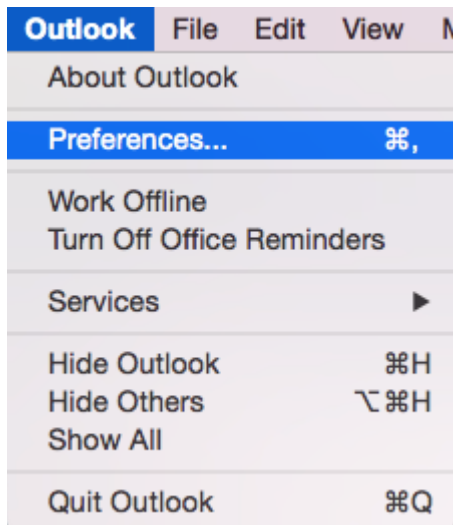 Outlook File Edit View
About Outlook
Preferences... ⌘,
Work Offline
Turn Off Office Reminders
Services ▶
Hide Outlook ⌘H
Hide Others ⌥⌘H
Show All
Quit Outlook ⌘Q